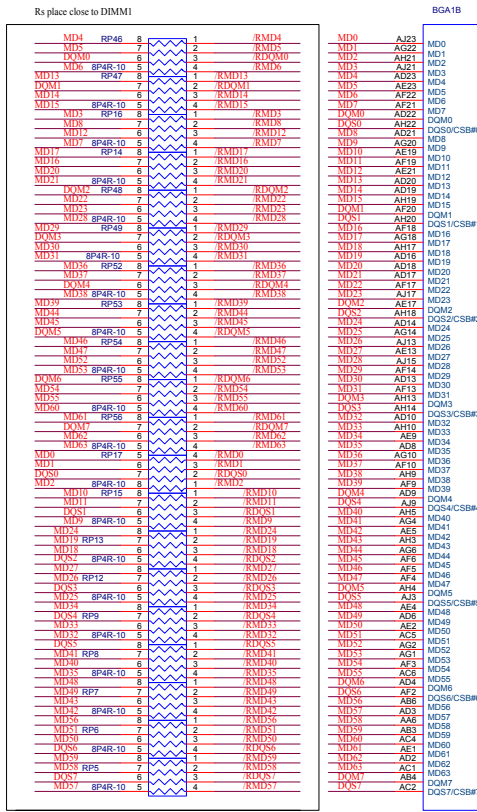 Rs place close to DIMM1
BGA1B
MD4 RP46 8 1 /RMD4
MD5 7 2 /RMD5
DQM0 6 3 /RDQM0
MD6 8P4R-10 5 4 /RMD6
MD13 RP47 8 1 /RMD13
DQM1 7 2 /RDQM1
MD14 6 3 /RMD14
MD15 8P4R-10 5 4 /RMD15
MD3 RP16 8 1 /RMD3
MD8 7 2 /RMD8
MD12 6 3 /RMD12
MD7 8P4R-10 5 4 /RMD7
MD17 RP14 8 1 /RMD17
MD16 7 2 /RMD16
MD20 6 3 /RMD20
MD21 8P4R-10 5 4 /RMD21
DQM2 RP48 8 1 /RDQM2
MD22 7 2 /RMD22
MD23 6 3 /RMD23
MD28 8P4R-10 5 4 /RMD28
MD29 RP49 8 1 /RMD29
DQM3 7 2 /RDQM3
MD30 6 3 /RMD30
MD31 8P4R-10 5 4 /RMD31
MD36 RP52 8 1 /RMD36
MD37 7 2 /RMD37
DQM4 6 3 /RDQM4
MD38 8P4R-10 5 4 /RMD38
MD39 RP53 8 1 /RMD39
MD44 7 2 /RMD44
MD45 6 3 /RMD45
DQM5 8P4R-10 5 4 /RDQM5
MD46 RP54 8 1 /RMD46
MD47 7 2 /RMD47
MD52 6 3 /RMD52
MD53 8P4R-10 5 4 /RMD53
DQM6 RP55 8 1 /RDQM6
MD54 7 2 /RMD54
MD55 6 3 /RMD55
MD60 8P4R-10 5 4 /RMD60
MD61 RP56 8 1 /RMD61
DQM7 7 2 /RDQM7
MD62 6 3 /RMD62
MD63 8P4R-10 5 4 /RMD63
MD0 RP17 5 4 /RMD0
MD1 6 3 /RMD1
DQS0 7 2 /RDQS0
MD2 8P4R-10 8 1 /RMD2
MD10 RP15 8 1 /RMD10
MD11 7 2 /RMD11
DQS1 6 3 /RDQS1
MD9 8P4R-10 5 4 /RMD9
MD24 8 1 /RMD24
MD19 RP13 7 2 /RMD19
MD18 6 3 /RMD18
DQS2 8P4R-10 5 4 /RDQS2
MD27 8 1 /RMD27
MD26 RP12 7 2 /RMD26
DQS3 6 3 /RDQS3
MD25 8P4R-10 5 4 /RMD25
MD34 8 1 /RMD34
DQS4 RP9 7 2 /RDQS4
MD33 6 3 /RMD33
MD32 8P4R-10 5 4 /RMD32
DQS5 8 1 /RDQS5
MD41 RP8 7 2 /RMD41
MD40 6 3 /RMD40
MD35 8P4R-10 5 4 /RMD35
MD48 8 1 /RMD48
MD49 RP7 7 2 /RMD49
MD43 6 3 /RMD43
MD42 8P4R-10 5 4 /RMD42
MD56 8 1 /RMD56
MD51 RP6 7 2 /RMD51
MD50 6 3 /RMD50
DQS6 8P4R-10 5 4 /RDQS6
MD59 8 1 /RMD59
MD58 RP5 7 2 /RMD58
DQS7 6 3 /RDQS7
MD57 8P4R-10 5 4 /RMD57
MD0 AJ23 MD0
MD1 AG22 MD1
MD2 AH21 MD2
MD3 AJ21 MD3
MD4 AD23 MD4
MD5 AE23 MD5
MD6 AF22 MD6
MD7 AF21 MD7
DQM0 AD22 DQM0
DQS0 AH22 DQS0/CSB#0
MD8 AD21 MD8
MD9 AG20 MD9
MD10 AE19 MD10
MD11 AF19 MD11
MD12 AE21 MD12
MD13 AD20 MD13
MD14 AD19 MD14
MD15 AH19 MD15
DQM1 AF20 DQM1
DQS1 AH20 DQS1/CSB#
MD16 AF18 MD16
MD17 AG18 MD17
MD18 AH17 MD18
MD19 AD16 MD19
MD20 AD18 MD20
MD21 AD17 MD21
MD22 AF17 MD22
MD23 AJ17 MD23
DQM2 AE17 DQM2
DQS2 AH18 DQS2/CSB#2
MD24 AD14 MD24
MD25 AG14 MD25
MD26 AJ13 MD26
MD27 AE13 MD27
MD28 AJ15 MD28
MD29 AF14 MD29
MD30 AD13 MD30
MD31 AF13 MD31
DQM3 AH13 DQM3
DQS3 AH14 DQS3/CSB#3
MD32 AD10 MD32
MD33 AH10 MD33
MD34 AE9 MD34
MD35 AD8 MD35
MD36 AG10 MD36
MD37 AF10 MD37
MD38 AH9 MD38
MD39 AF9 MD39
DQM4 AD9 DQM4
DQS4 AJ9 DQS4/CSB#4
MD40 AH5 MD40
MD41 AG4 MD41
MD42 AE5 MD42
MD43 AH3 MD43
MD44 AG6 MD44
MD45 AF6 MD45
MD46 AF5 MD46
MD47 AF4 MD47
DQM5 AH4 DQM5
DQS5 AJ3 DQS5/CSB#5
MD48 AE4 MD48
MD49 AD6 MD49
MD50 AE2 MD50
MD51 AC5 MD51
MD52 AG2 MD52
MD53 AG1 MD53
MD54 AF3 MD54
MD55 AC6 MD55
DQM6 AD4 DQM6
DQS6 AF2 DQS6/CSB#6
MD56 AB6 MD56
MD57 AD3 MD57
MD58 AA6 MD58
MD59 AB3 MD59
MD60 AC4 MD60
MD61 AE1 MD61
MD62 AD2 MD62
MD63 AC1 MD63
DQM7 AB4 DQM7
DQS7 AC2 DQS7/CSB#7